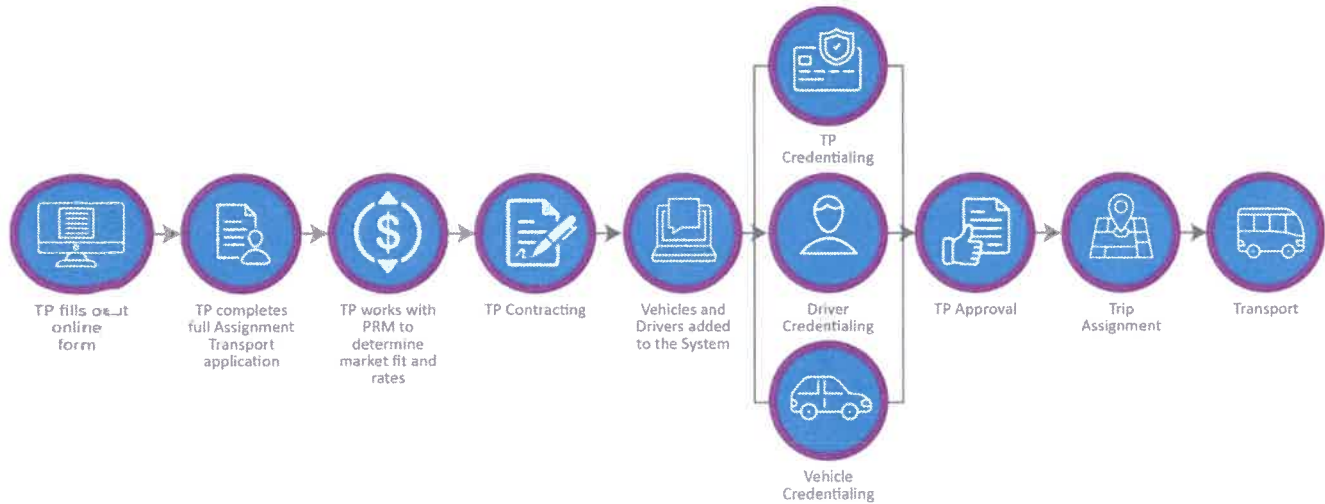 TP fills out
online
form
TP completes
full Assignment
Transport
application
TP works with
PRM to
determine
market fit and
rates
TP Contracting
Vehicles and
Drivers added
to the System
TP
Credentialing
Driver
Credentialing
Vehicle
Credentialing
TP Approval
Trip
Assignment
Transport